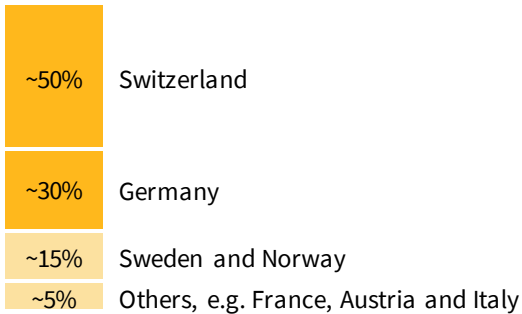 ~50% Switzerland
~30% Germany
~15% Sweden and Norway
~5% Others, e.g. France, Austria and Italy